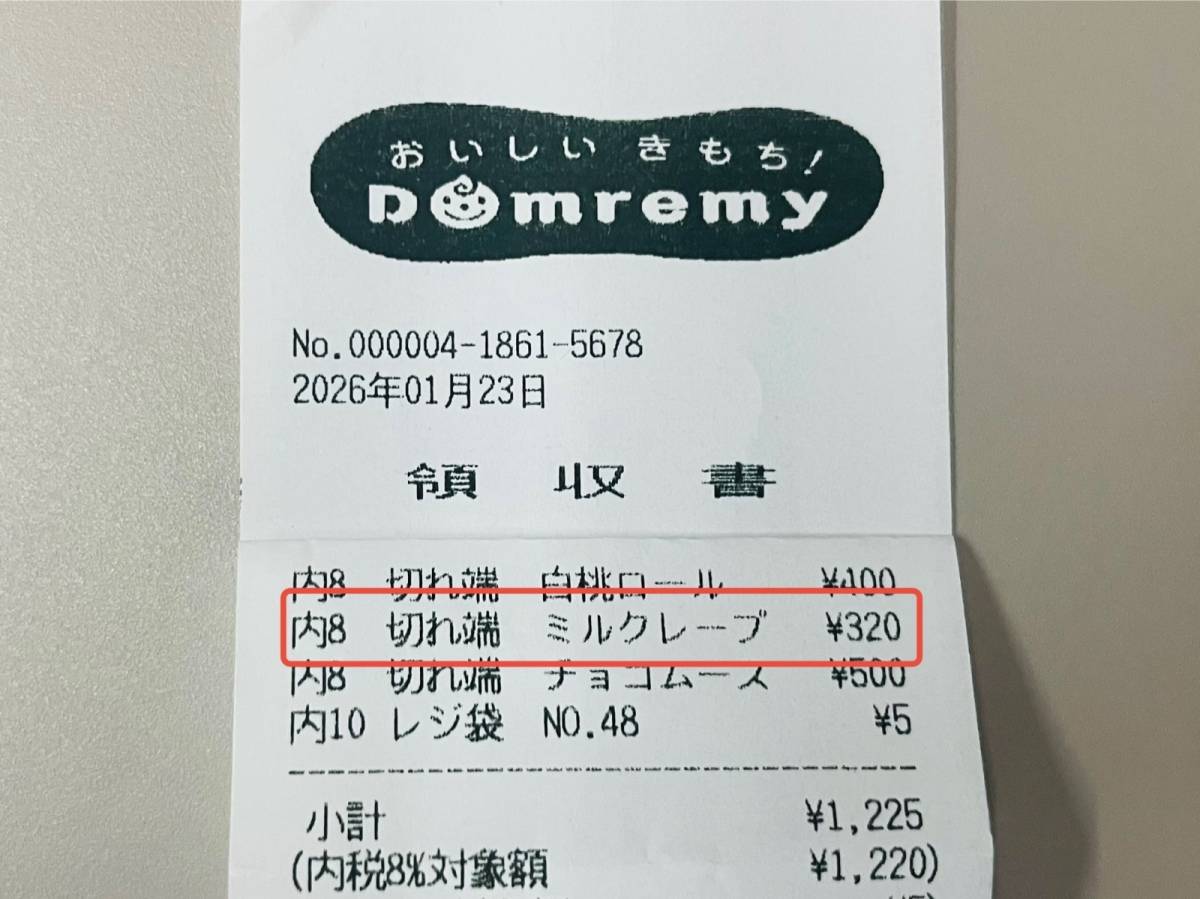 おいしいきもち!
Domremy
No.000004-1861-5678
2026年01月23日
領 収 書
内8 切れ端 白桃ロール ¥400
内8 切れ端 ミルクレープ ¥320
内8 切れ端 チョコムース ¥500
内10 レジ袋 NO.48 ¥5
小計 ¥1,225
(内税8%対象額 ¥1,220)